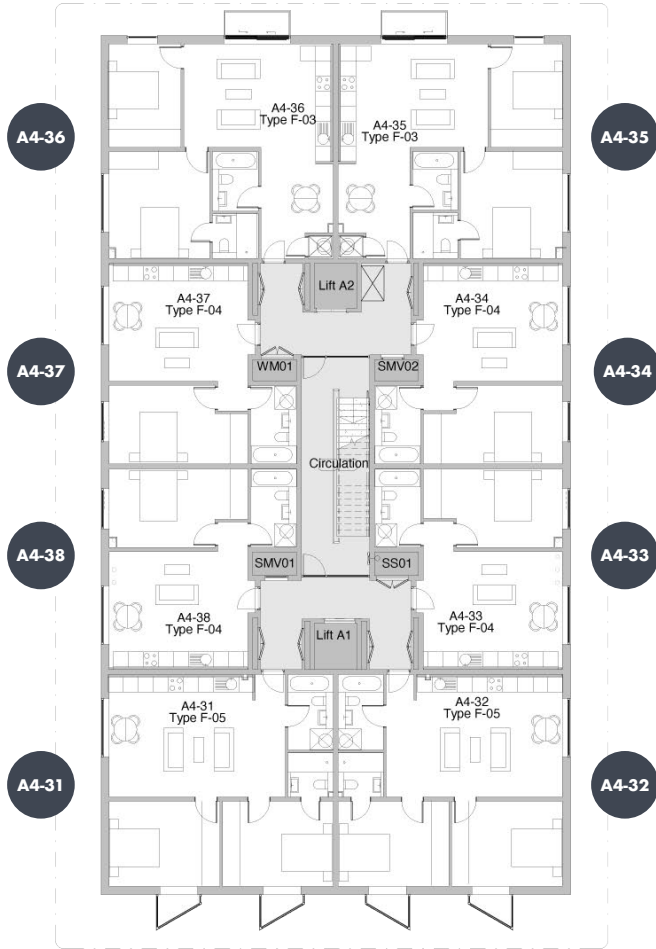 A4-36
A4-36
Type F-03
A4-35
Type F-03
A4-35
Lift A2
A4-37
Type F-04
A4-34
Type F-04
A4-37
WM01
SMV02
A4-34
Circulation
A4-38
SMV01
SS01
A4-33
A4-38
Type F-04
A4-33
Type F-04
Lift A1
A4-31
Type F-05
A4-32
Type F-05
A4-31
A4-32